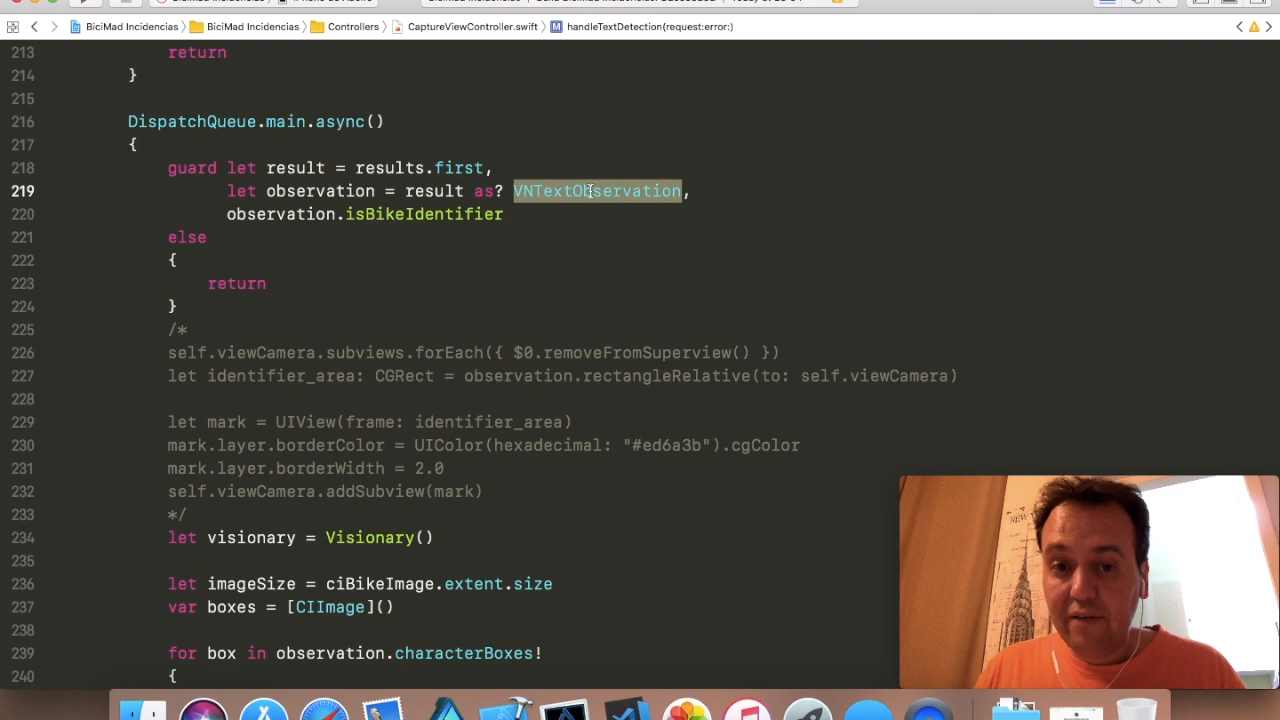 BiciMad Incidencias
BiciMad Incidencias
Controllers
CaptureViewController.swift
M
handleTextDetection(request:error:)
213 return
214 }
215
216 DispatchQueue.main.async()
217 {
218 guard let result = results.first,
219 let observation = result as? VNTextObservation,
220 observation.isBikeIdentifier
221 else
222 {
223 return
224 }
225 /*
226 self.viewCamera.subviews.forEach({ $0.removeFromSuperview() })
227 let identifier_area: CGRect = observation.rectangleRelative(to: self.viewCamera)
228
229 let mark = UIView(frame: identifier_area)
230 mark.layer.borderColor = UIColor(hexadecimal: "#ed6a3b").cgColor
231 mark.layer.borderWidth = 2.0
232 self.viewCamera.addSubview(mark)
233 */
234 let visionary = Visionary()
235
236 let imageSize = ciBikeImage.extent.size
237 var boxes = [CIImage]()
238
239 for box in observation.characterBoxes!
240 {
NEW